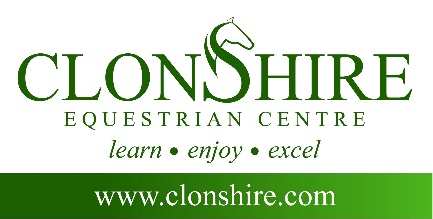 CLONSHIRE
EQUESTRIAN CENTRE
learn • enjoy • excel
www.clonshire.com